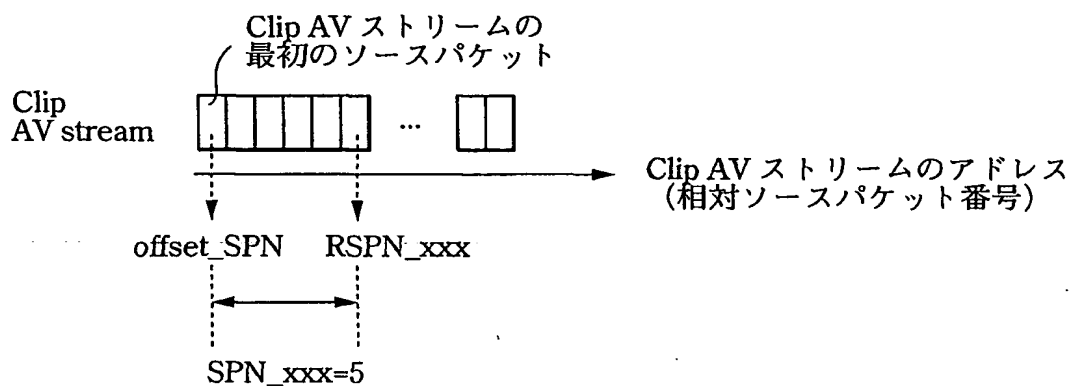 Clip AV ストリームの
最初のソースパケット
Clip
AV stream
...
Clip AV ストリームのアドレス
(相対ソースパケット番号)
offset_SPN RSPN_xxx
SPN_xxx=5